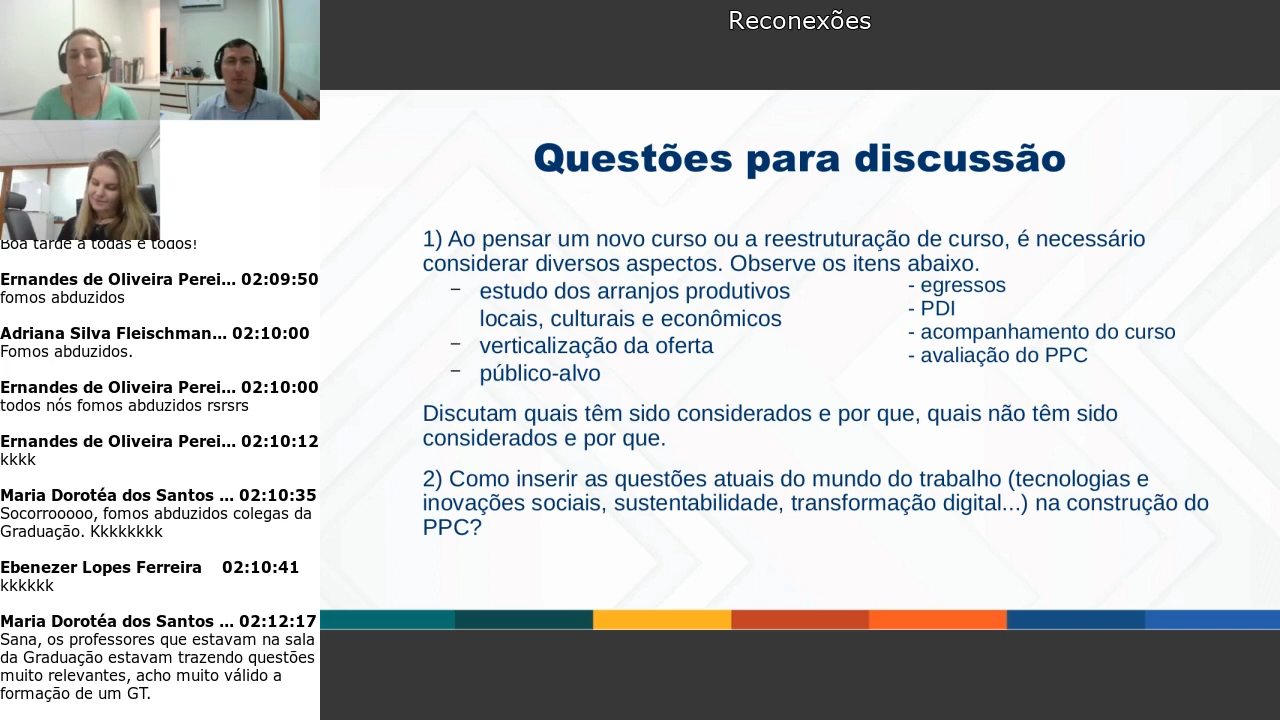 Reconexões
Questões para discussão
1) Ao pensar um novo curso ou a reestruturação de curso, é necessário
considerar diversos aspectos. Observe os itens abaixo.
− estudo dos arranjos produtivos
locais, culturais e econômicos
− verticalização da oferta
− público-alvo
- egressos
- PDI
- acompanhamento do curso
- avaliação do PPC
Discutam quais têm sido considerados e por que, quais não têm sido
considerados e por que.
2) Como inserir as questões atuais do mundo do trabalho (tecnologias e
inovações sociais, sustentabilidade, transformação digital...) na construção do
PPC?
Boa tarde a todas e todos!
Ernandes de Oliveira Perei... 02:09:50
fomos abduzidos
Adriana Silva Fleischman... 02:10:00
Fomos abduzidos.
Ernandes de Oliveira Perei... 02:10:00
todos nós fomos abduzidos rsrsrs
Ernandes de Oliveira Perei... 02:10:12
kkkk
Maria Dorotéa dos Santos ... 02:10:35
Socorrooooo, fomos abduzidos colegas da
Graduação. Kkkkkkkk
Ebenezer Lopes Ferreira 02:10:41
kkkkkk
Maria Dorotéa dos Santos ... 02:12:17
Sana, os professores que estavam na sala
da Graduação estavam trazendo questões
muito relevantes, acho muito válido a
formação de um GT.